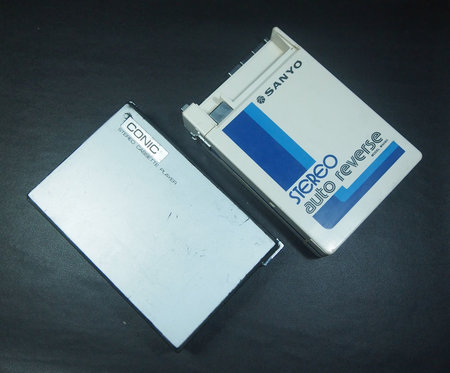 CONIC
STEREO CASSETTE PLAYER
SANYO
STEREO
auto reverse